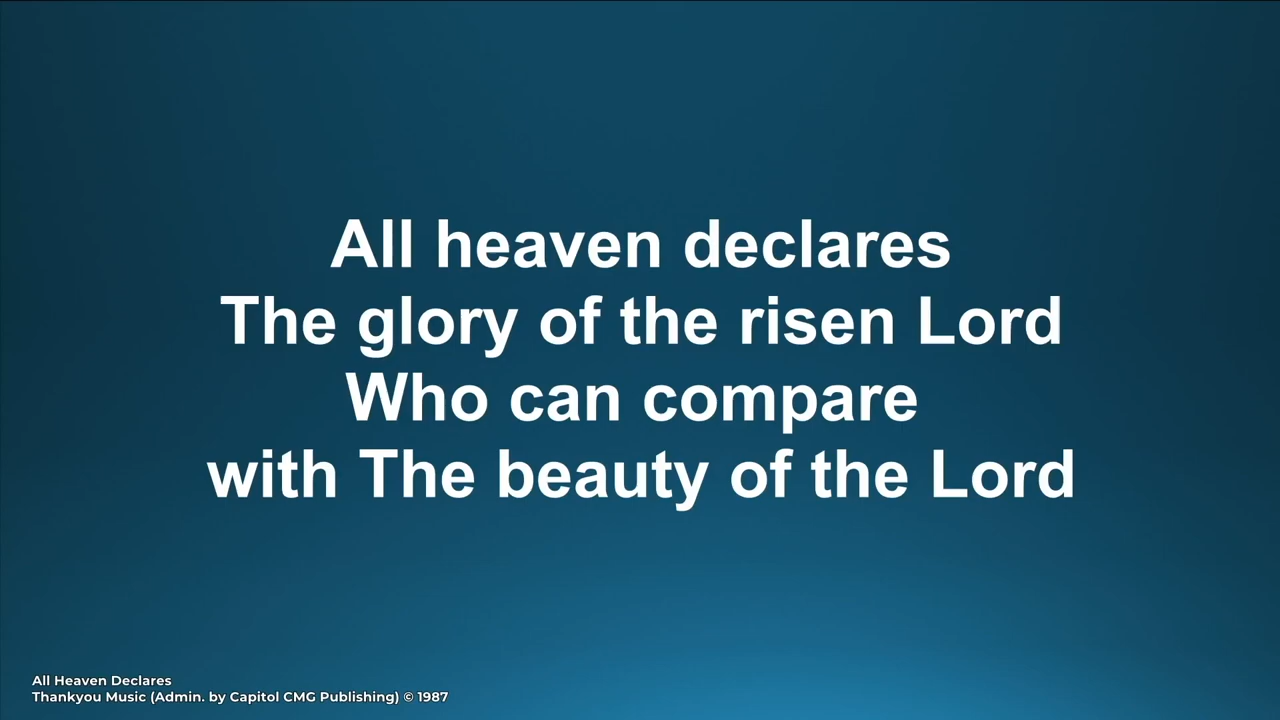 All heaven declares
The glory of the risen Lord
Who can compare
with The beauty of the Lord
All Heaven Declares
Thankyou Music (Admin. by Capitol CMG Publishing) © 1987